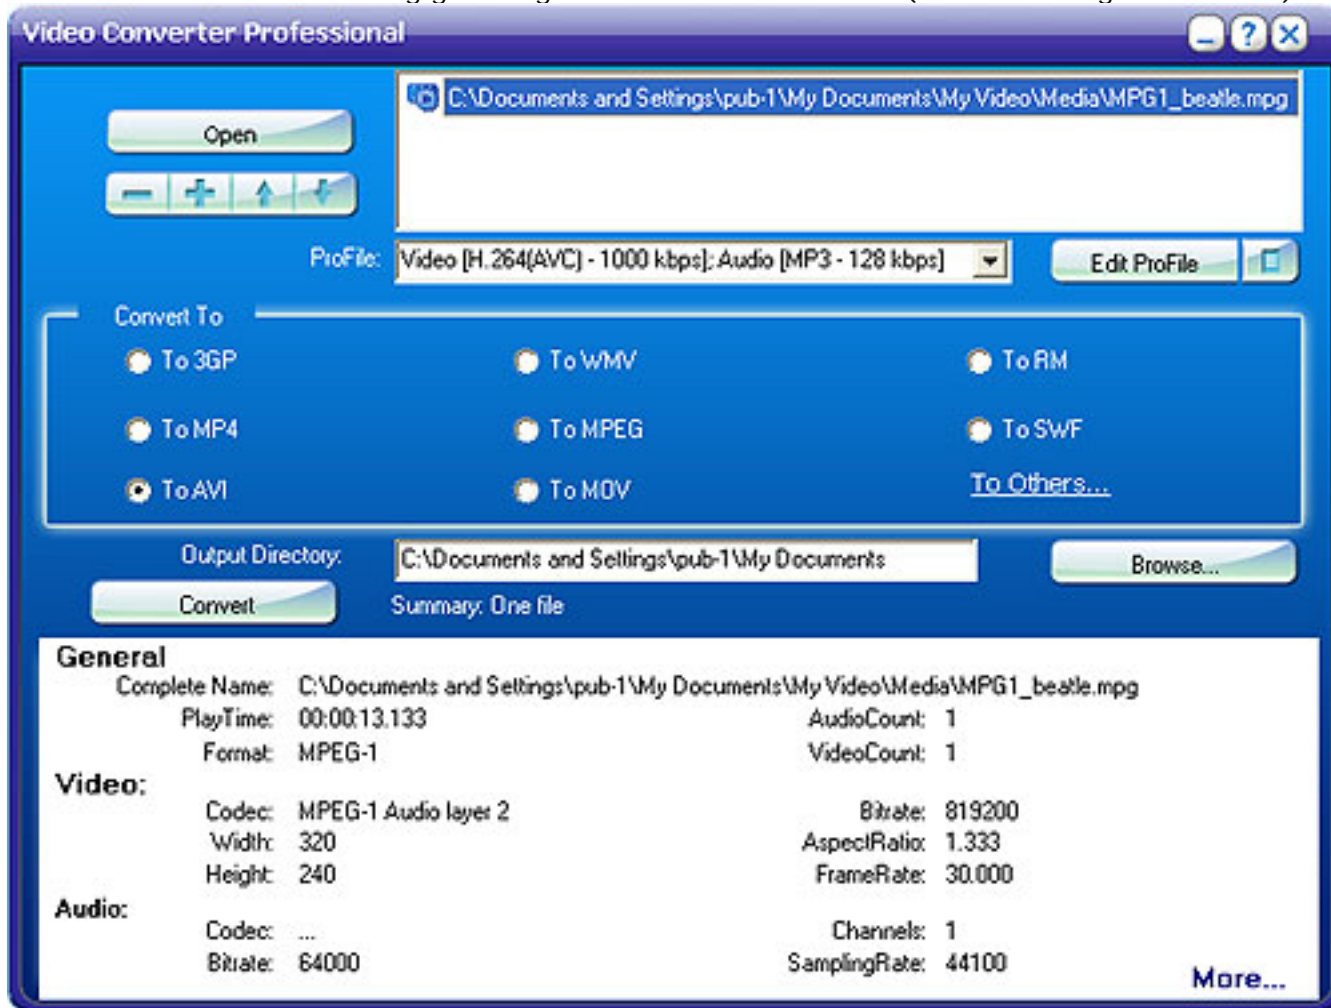 Video Converter Professional
C:\Documents and Settings\pub-1\My Documents\My Video\Media\MPG1_beatle.mpg
Open
ProFile: Video [H.264(AVC) - 1000 kbps]; Audio [MP3 - 128 kbps] Edit ProFile
Convert To
To 3GP To WMV To RM
To MP4 To MPEG To SWF
To AVI To MOV To Others...
Output Directory: C:\Documents and Settings\pub-1\My Documents Browse...
Convert Summary: One file
General
Complete Name: C:\Documents and Settings\pub-1\My Documents\My Video\Media\MPG1_beatle.mpg
PlayTime: 00:00:13.133 AudioCount: 1
Format: MPEG-1 VideoCount: 1
Video:
Codec: MPEG-1 Audio layer 2 Bitrate: 819200
Width: 320 AspectRatio: 1.333
Height: 240 FrameRate: 30.000
Audio:
Codec: ... Channels: 1
Bitrate: 64000 SamplingRate: 44100
More...